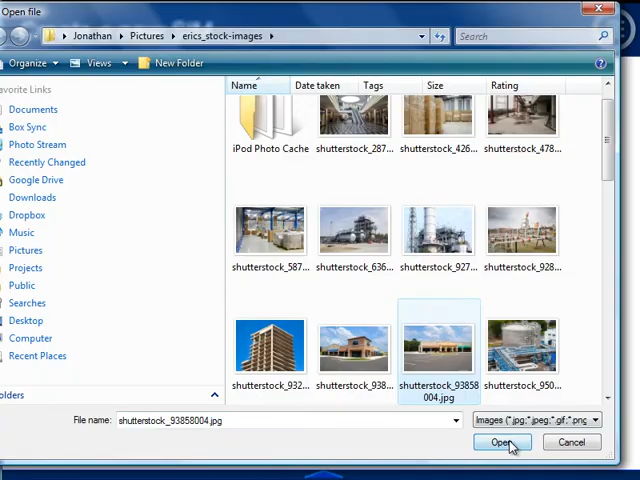 Open file
Jonathan ▸ Pictures ▸ erics_stock-images ▸
Search
Organize
Views
New Folder
Name
Date taken
Tags
Size
Rating
avorite Links
Documents
Box Sync
Photo Stream
Recently Changed
Google Drive
Downloads
Dropbox
Music
Pictures
Projects
Public
Searches
Desktop
Computer
Recent Places
olders
iPod Photo Cache
shutterstock_287...
shutterstock_426...
shutterstock_478...
shutterstock_587...
shutterstock_636...
shutterstock_927...
shutterstock_928...
shutterstock_932...
shutterstock_938...
shutterstock_93858
004.jpg
shutterstock_950...
File name:
shutterstock_93858004.jpg
Images (*.jpg;*.jpeg;*.gif;*.png
Open
Cancel